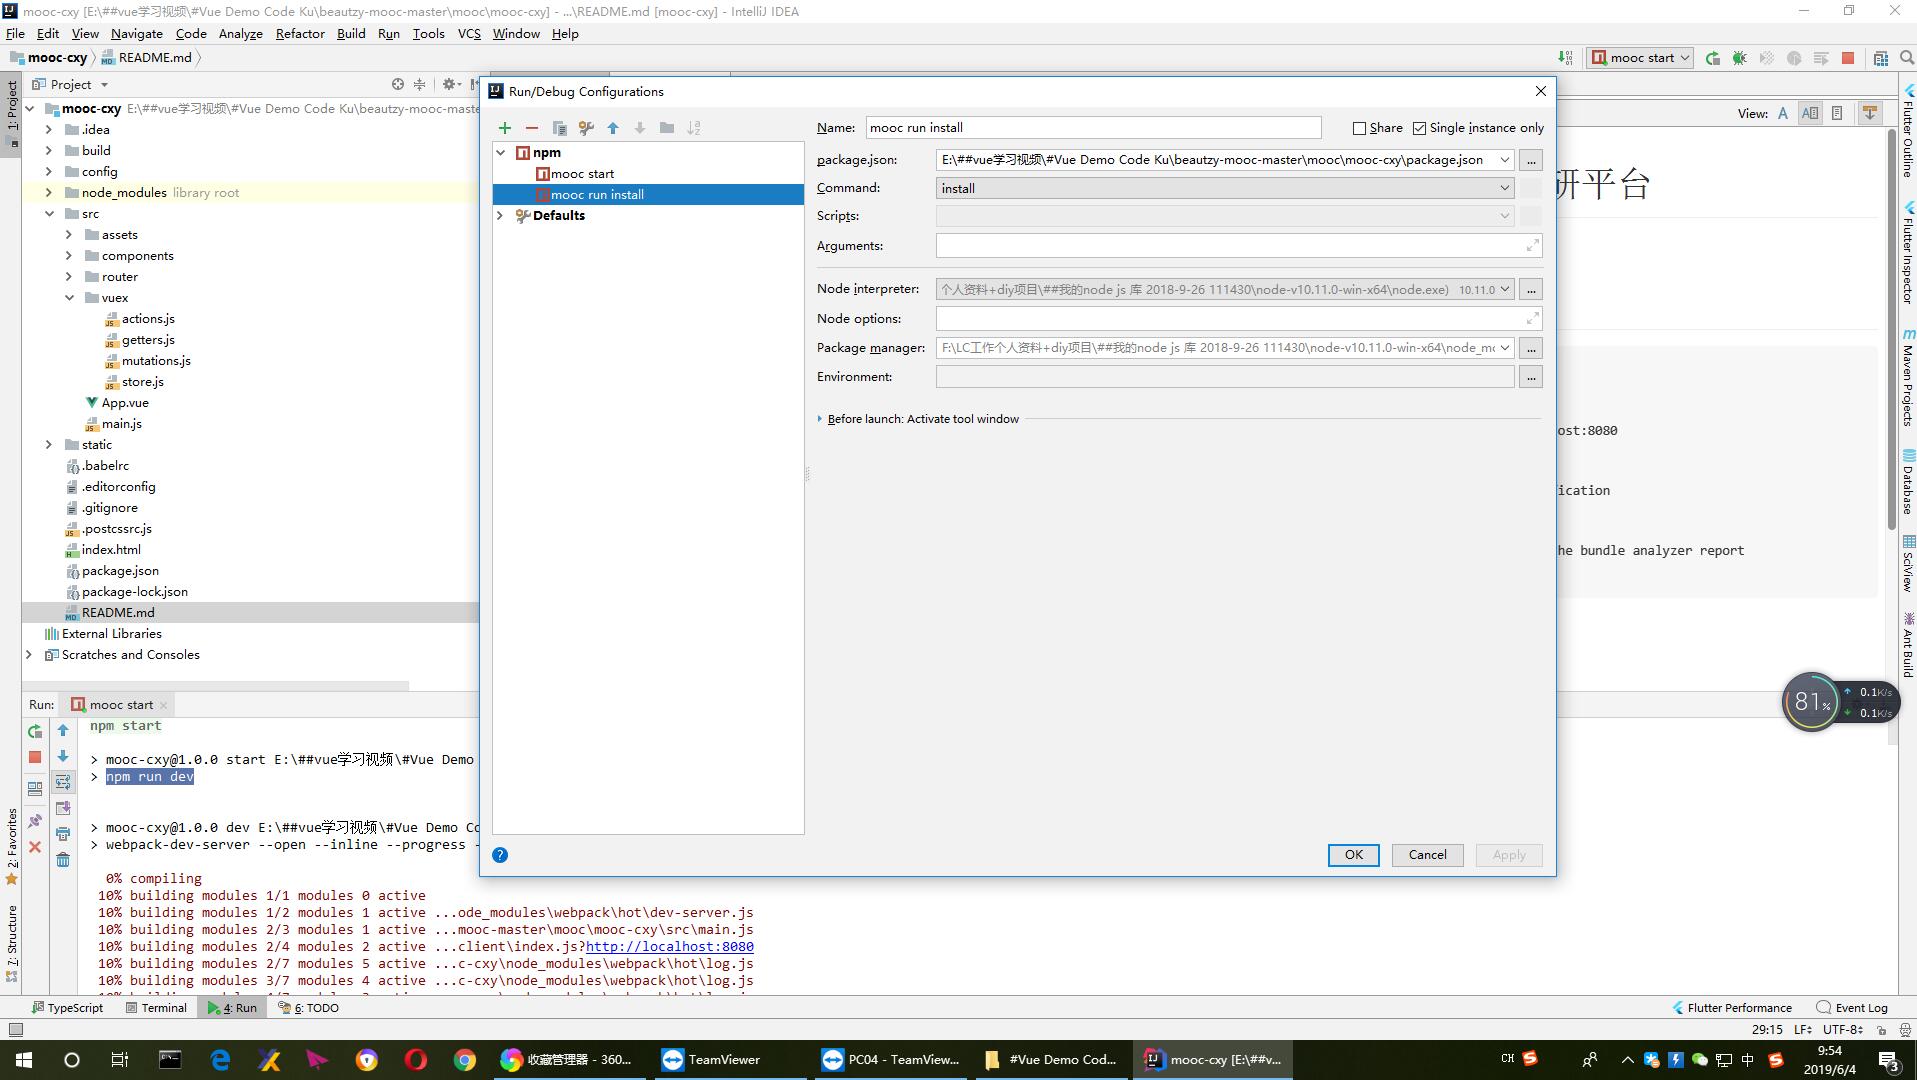 mooc-cxy [E:\##vue学习视频\#Vue Demo Code Ku\beautzy-mooc-master\mooc\mooc-cxy] - ...\README.md [mooc-cxy] - IntelliJ IDEA
File Edit View Navigate Code Analyze Refactor Build Run Tools VCS Window Help
mooc-cxy README.md
mooc start
Project
1: Project
mooc-cxy E:\##vue学习视频\#Vue Demo Code Ku\beautzy-mooc-maste
.idea
build
config
node_modules library root
src
assets
components
router
vuex
actions.js
getters.js
mutations.js
store.js
App.vue
main.js
static
.babelrc
.editorconfig
.gitignore
.postcssrc.js
index.html
package.json
package-lock.json
README.md
External Libraries
Scratches and Consoles
Run/Debug Configurations
npm
mooc start
mooc run install
Defaults
Name: mooc run install
Share
Single instance only
package.json: E:\##vue学习视频\#Vue Demo Code Ku\beautzy-mooc-master\mooc\mooc-cxy\package.json ...
Command: install
Scripts:
Arguments:
Node interpreter: 个人资料+diy项目\##我的node js 库 2018-9-26 111430\node-v10.11.0-win-x64\node.exe) 10.11.0 ...
Node options:
Package manager: F:\LC工作个人资料+diy项目\##我的node js 库 2018-9-26 111430\node-v10.11.0-win-x64\node_mo ...
Environment: ...
Before launch: Activate tool window
OK Cancel Apply
View:
研平台
ost:8080
ication
he bundle analyzer report
Flutter Outline
Flutter Inspector
Maven Projects
Database
SciView
Ant Build
81%
0.1K/s
0.1K/s
Run: mooc start
npm start
> mooc-cxy@1.0.0 start E:\##vue学习视频\#Vue Demo
> npm run dev
> mooc-cxy@1.0.0 dev E:\##vue学习视频\#Vue Demo Co
> webpack-dev-server --open --inline --progress -
0% compiling
10% building modules 1/1 modules 0 active
10% building modules 1/2 modules 1 active ...ode_modules\webpack\hot\dev-server.js
10% building modules 2/3 modules 1 active ...mooc-master\mooc\mooc-cxy\src\main.js
10% building modules 2/4 modules 2 active ...client\index.js?http://localhost:8080
10% building modules 2/7 modules 5 active ...c-cxy\node_modules\webpack\hot\log.js
10% building modules 3/7 modules 4 active ...c-cxy\node_modules\webpack\hot\log.js
2: Favorites
7: Structure
TypeScript Terminal 4: Run 6: TODO
Flutter Performance Event Log
29:15 LF UTF-8
收藏管理器 - 360...
TeamViewer
PC04 - TeamView...
#Vue Demo Cod...
mooc-cxy [E:\##v...
CH
中
9:54
2019/6/4
3